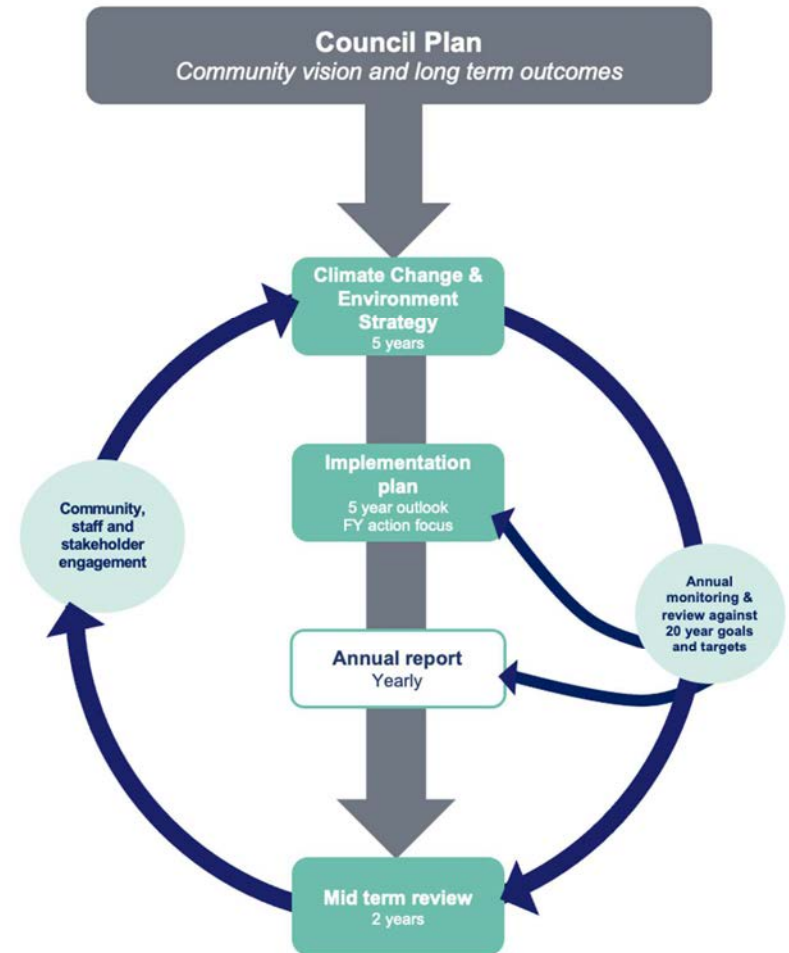 Council Plan
Community vision and long term outcomes
Climate Change &
Environment
Strategy
5 years
Implementation
plan
5 year outlook
FY action focus
Community,
staff and
stakeholder
engagement
Annual
monitoring &
review against
20 year goals
and targets
Annual report
Yearly
Mid term review
2 years